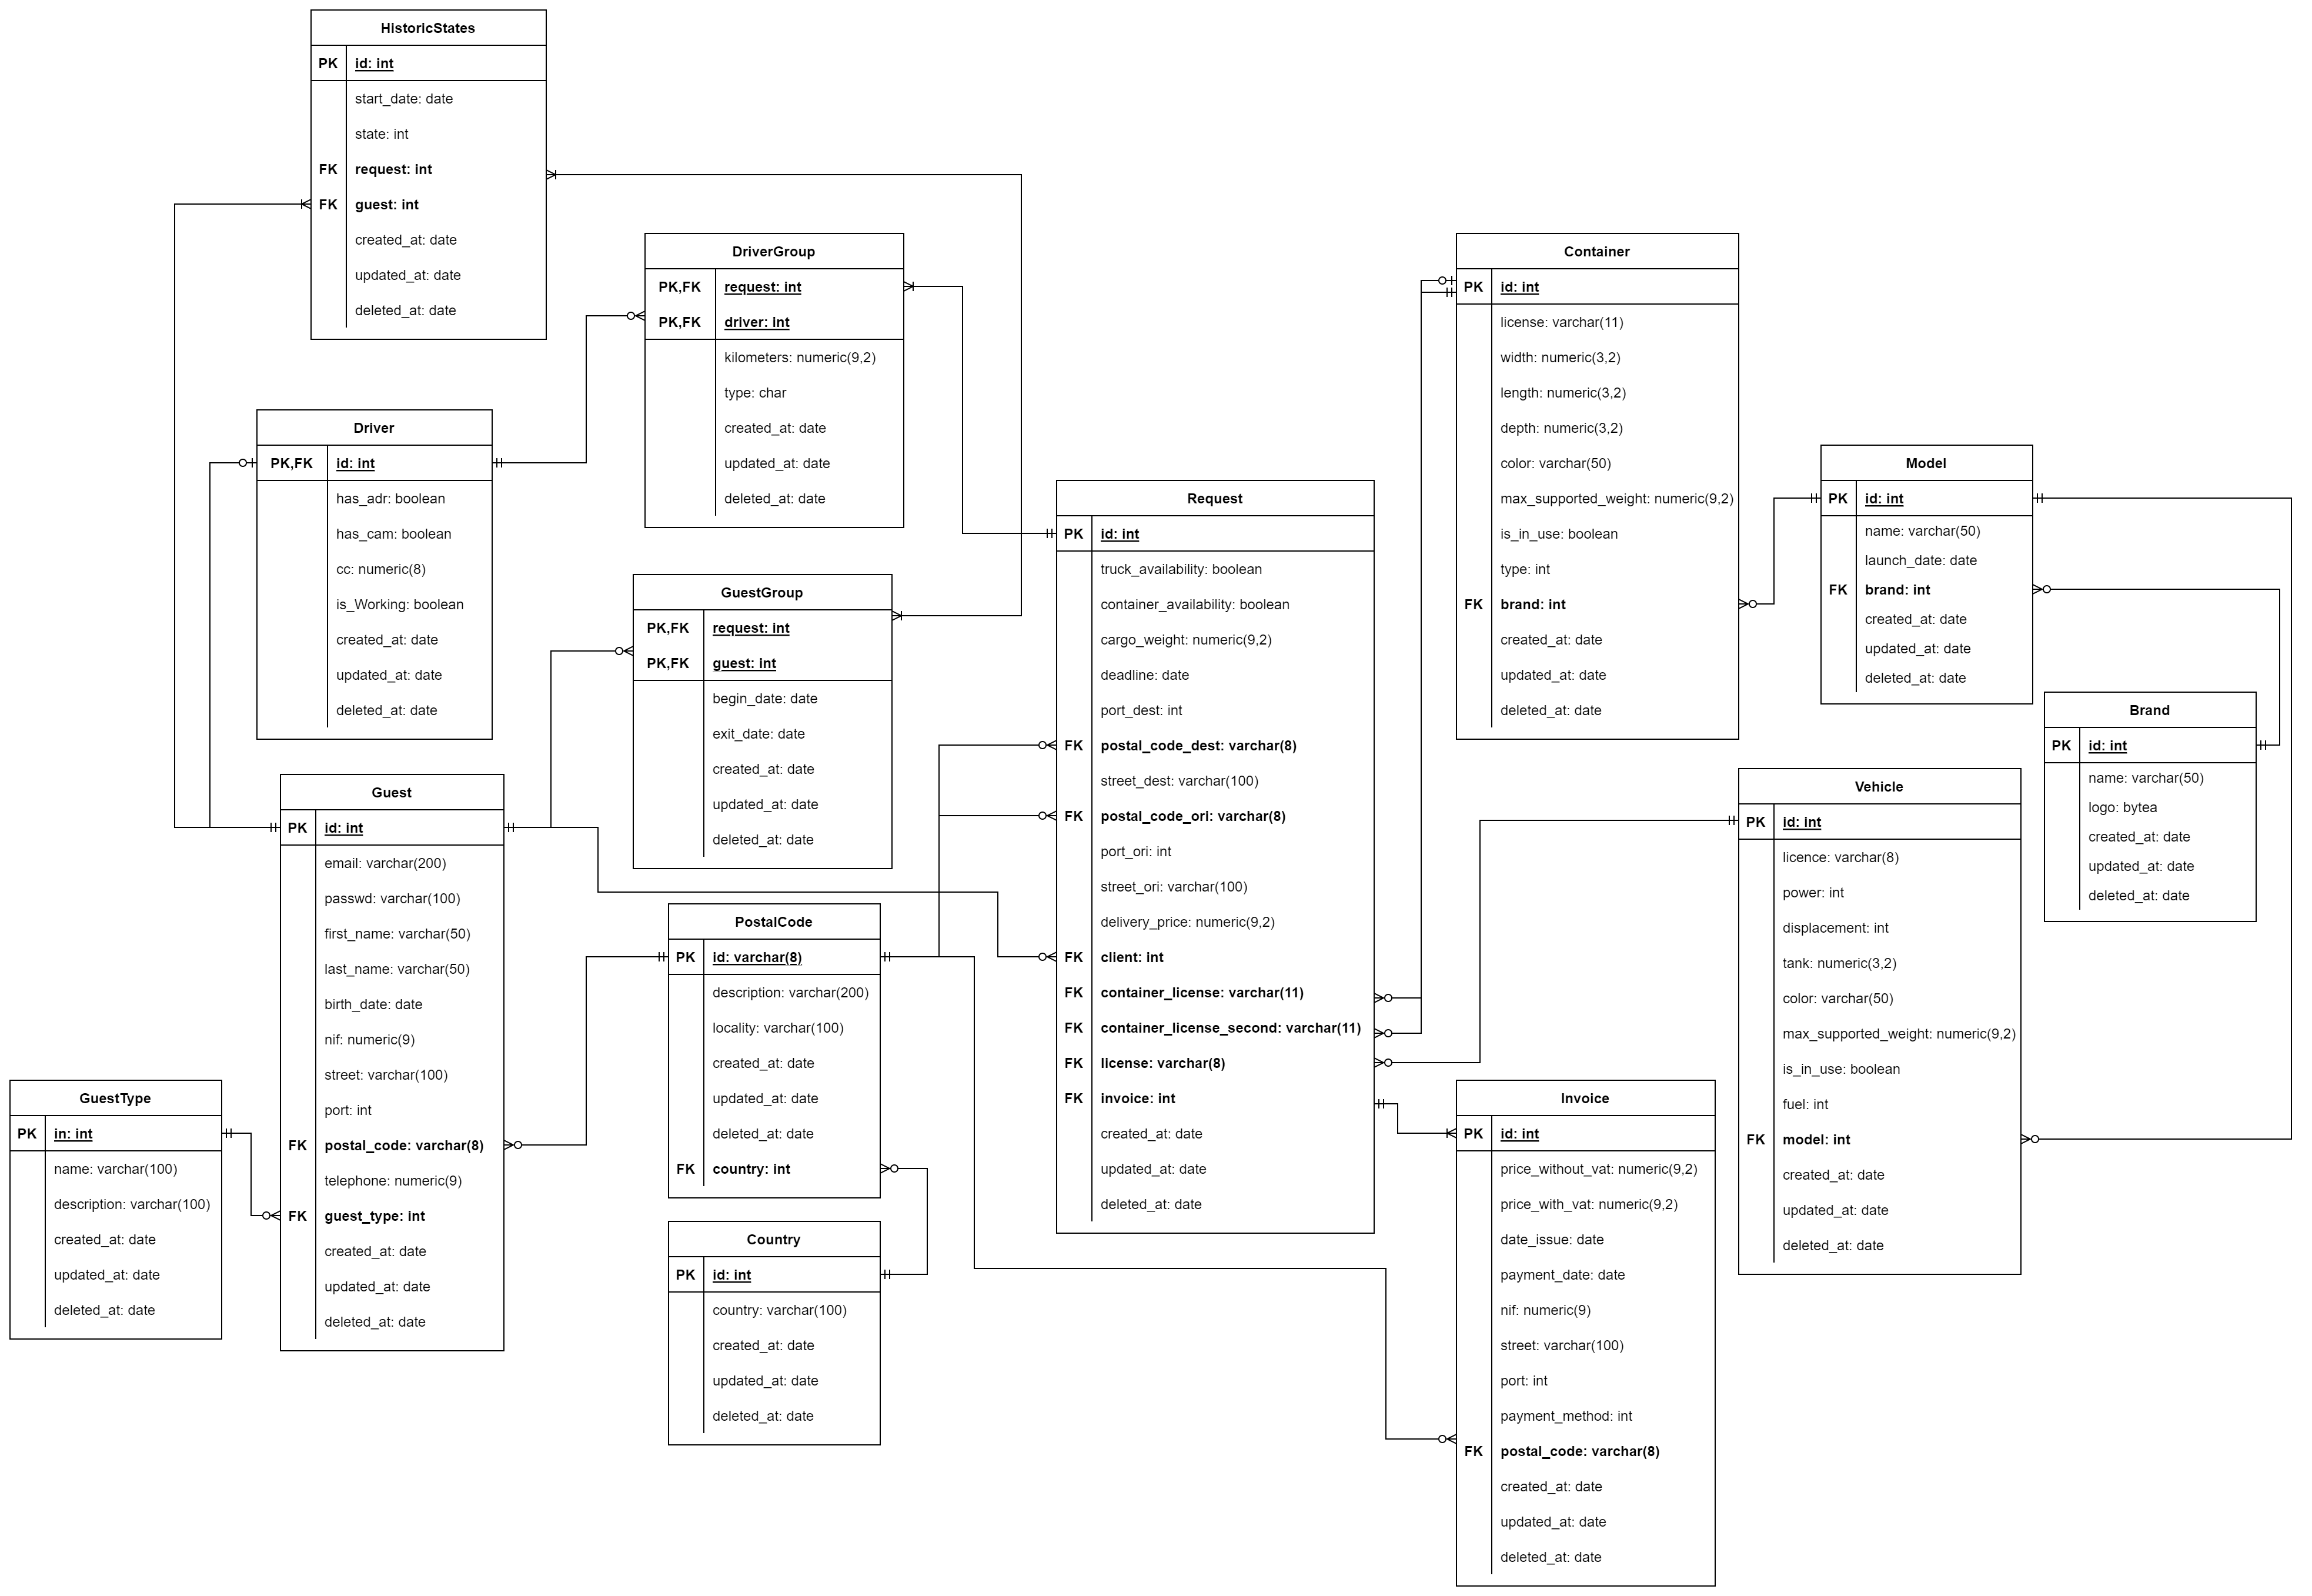 HistoricStates
PK id: int
start_date: date
state: int
FK request: int
FK guest: int
created_at: date
updated_at: date
deleted_at: date
DriverGroup
PK,FK request: int
PK,FK driver: int
kilometers: numeric(9,2)
type: char
created_at: date
updated_at: date
deleted_at: date
Driver
PK,FK id: int
has_adr: boolean
has_cam: boolean
cc: numeric(8)
is_Working: boolean
created_at: date
updated_at: date
deleted_at: date
GuestGroup
PK,FK request: int
PK,FK guest: int
begin_date: date
exit_date: date
created_at: date
updated_at: date
deleted_at: date
Guest
PK id: int
email: varchar(200)
passwd: varchar(100)
first_name: varchar(50)
last_name: varchar(50)
birth_date: date
nif: numeric(9)
street: varchar(100)
port: int
FK postal_code: varchar(8)
telephone: numeric(9)
FK guest_type: int
created_at: date
updated_at: date
deleted_at: date
GuestType
PK in: int
name: varchar(100)
description: varchar(100)
created_at: date
updated_at: date
deleted_at: date
PostalCode
PK id: varchar(8)
description: varchar(200)
locality: varchar(100)
created_at: date
updated_at: date
deleted_at: date
FK country: int
Country
PK id: int
country: varchar(100)
created_at: date
updated_at: date
deleted_at: date
Request
PK id: int
truck_availability: boolean
container_availability: boolean
cargo_weight: numeric(9,2)
deadline: date
port_dest: int
FK postal_code_dest: varchar(8)
street_dest: varchar(100)
FK postal_code_ori: varchar(8)
port_ori: int
street_ori: varchar(100)
delivery_price: numeric(9,2)
FK client: int
FK container_license: varchar(11)
FK container_license_second: varchar(11)
FK license: varchar(8)
FK invoice: int
created_at: date
updated_at: date
deleted_at: date
Container
PK id: int
license: varchar(11)
width: numeric(3,2)
length: numeric(3,2)
depth: numeric(3,2)
color: varchar(50)
max_supported_weight: numeric(9,2)
is_in_use: boolean
type: int
FK brand: int
created_at: date
updated_at: date
deleted_at: date
Model
PK id: int
name: varchar(50)
launch_date: date
FK brand: int
created_at: date
updated_at: date
deleted_at: date
Brand
PK id: int
name: varchar(50)
logo: bytea
created_at: date
updated_at: date
deleted_at: date
Vehicle
PK id: int
licence: varchar(8)
power: int
displacement: int
tank: numeric(3,2)
color: varchar(50)
max_supported_weight: numeric(9,2)
is_in_use: boolean
fuel: int
FK model: int
created_at: date
updated_at: date
deleted_at: date
Invoice
PK id: int
price_without_vat: numeric(9,2)
price_with_vat: numeric(9,2)
date_issue: date
payment_date: date
nif: numeric(9)
street: varchar(100)
port: int
payment_method: int
FK postal_code: varchar(8)
created_at: date
updated_at: date
deleted_at: date